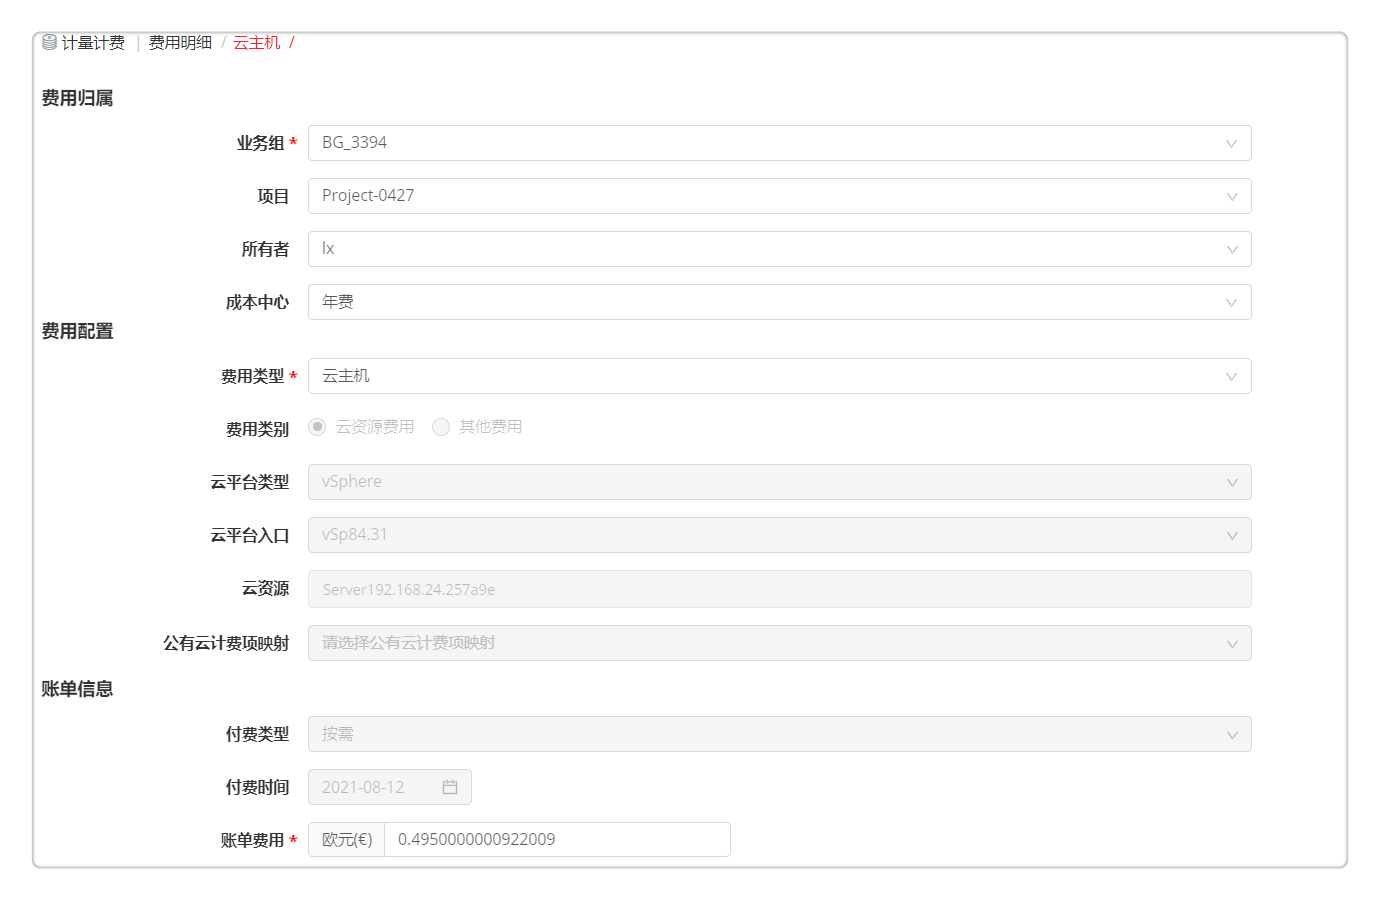 计量计费 | 费用明细 / 云主机 /
费用归属
业务组 * BG_3394
项目 Project-0427
所有者 lx
成本中心 年费
费用配置
费用类型 * 云主机
费用类别 云资源费用 其他费用
云平台类型 vSphere
云平台入口 vSp84.31
云资源 Server192.168.24.257a9e
公有云计费项映射 请选择公有云计费项映射
账单信息
付费类型 按需
付费时间 2021-08-12
账单费用 * 欧元(€) 0.4950000000922009